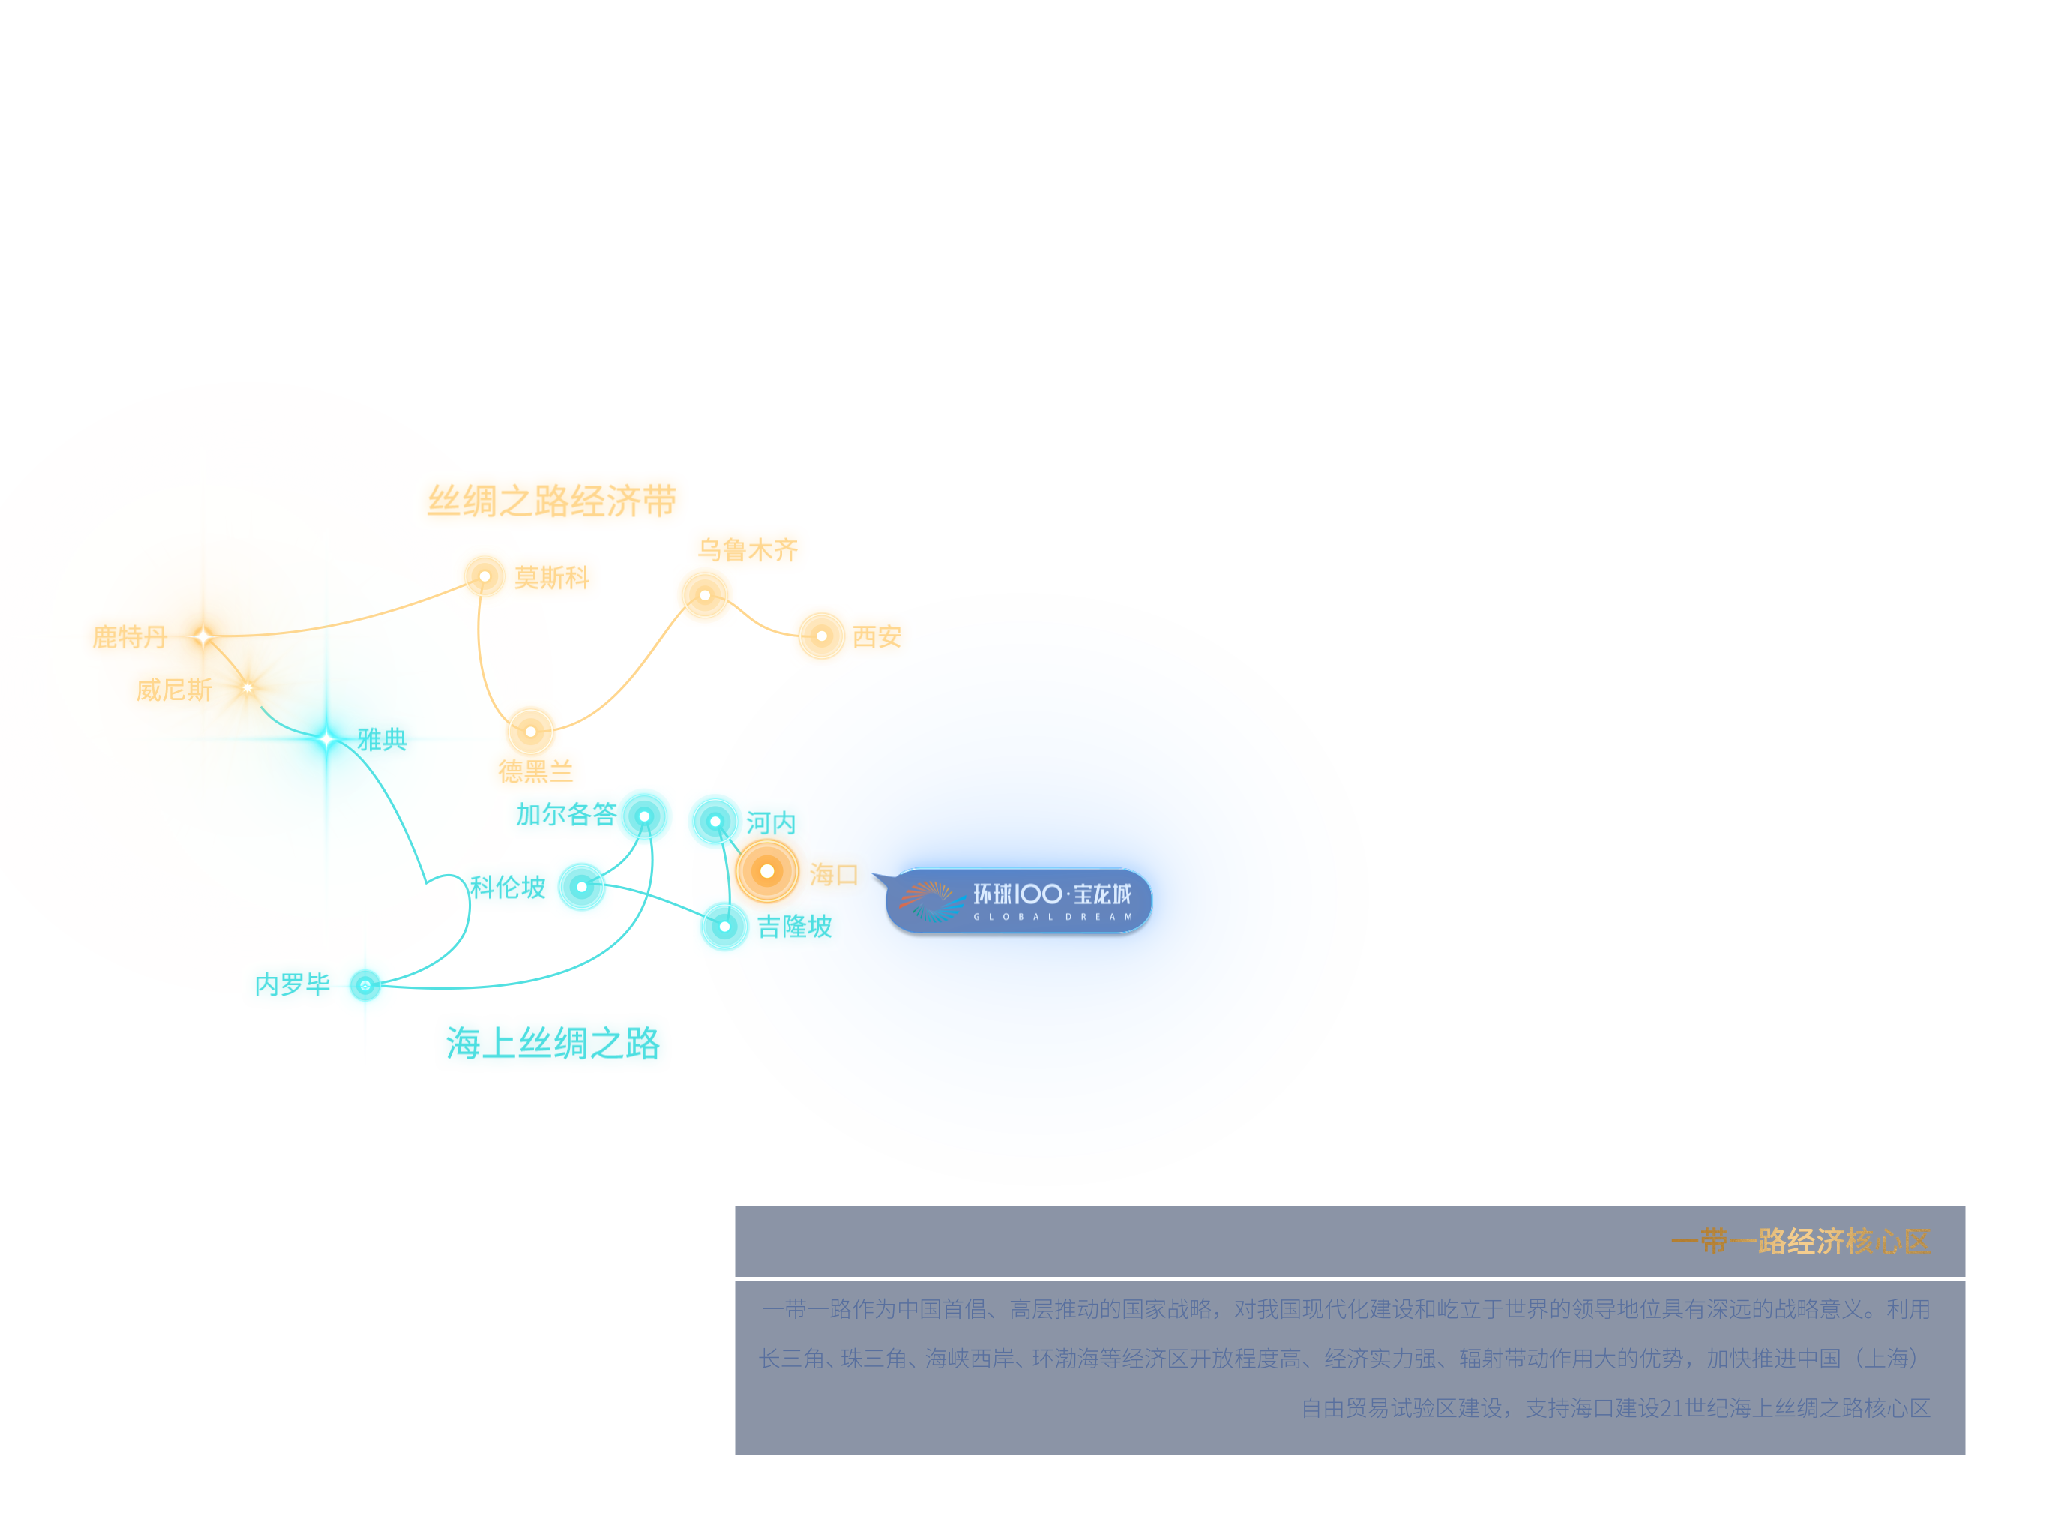 丝绸之路经济带
乌鲁木齐
莫斯科
鹿特丹
西安
威尼斯
雅典
德黑兰
加尔各答
河内
海口
科伦坡
环球100·宝龙城
GLOBAL DREAM
吉隆坡
内罗毕
海上丝绸之路
一带一路经济核心区
一带一路作为中国首倡、高层推动的国家战略，对我国现代化建设和屹立于世界的领导地位具有深远的战略意义。利用
长三角、珠三角、海峡西岸、环渤海等经济区开放程度高、经济实力强、辐射带动作用大的优势，加快推进中国（上海）
自由贸易试验区建设，支持海口建设21世纪海上丝绸之路核心区